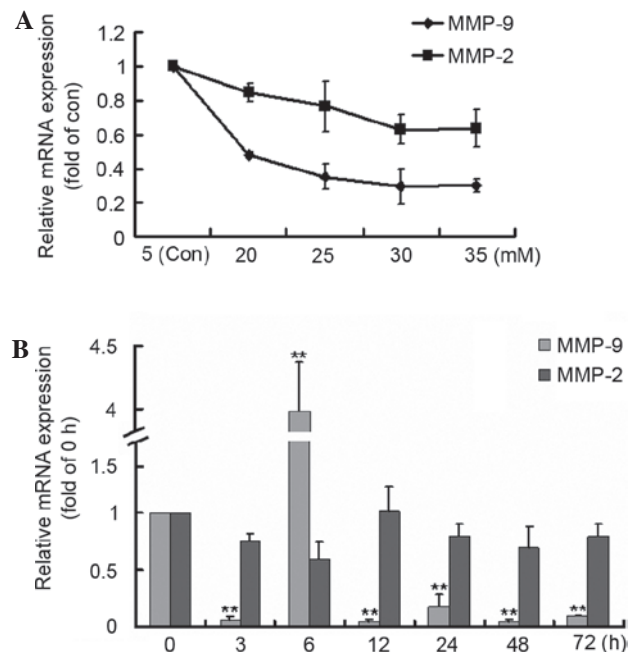 A
MMP-9
MMP-2
Relative mRNA expression
(fold of con)
1.2
1
0.8
0.6
0.4
0.2
0
5 (Con) 20 25 30 35 (mM)
B
MMP-9
MMP-2
Relative mRNA expression
(fold of 0 h)
4.5
4
1.5
1
0.5
0
**
**
**
**
**
**
0 3 6 12 24 48 72 (h)